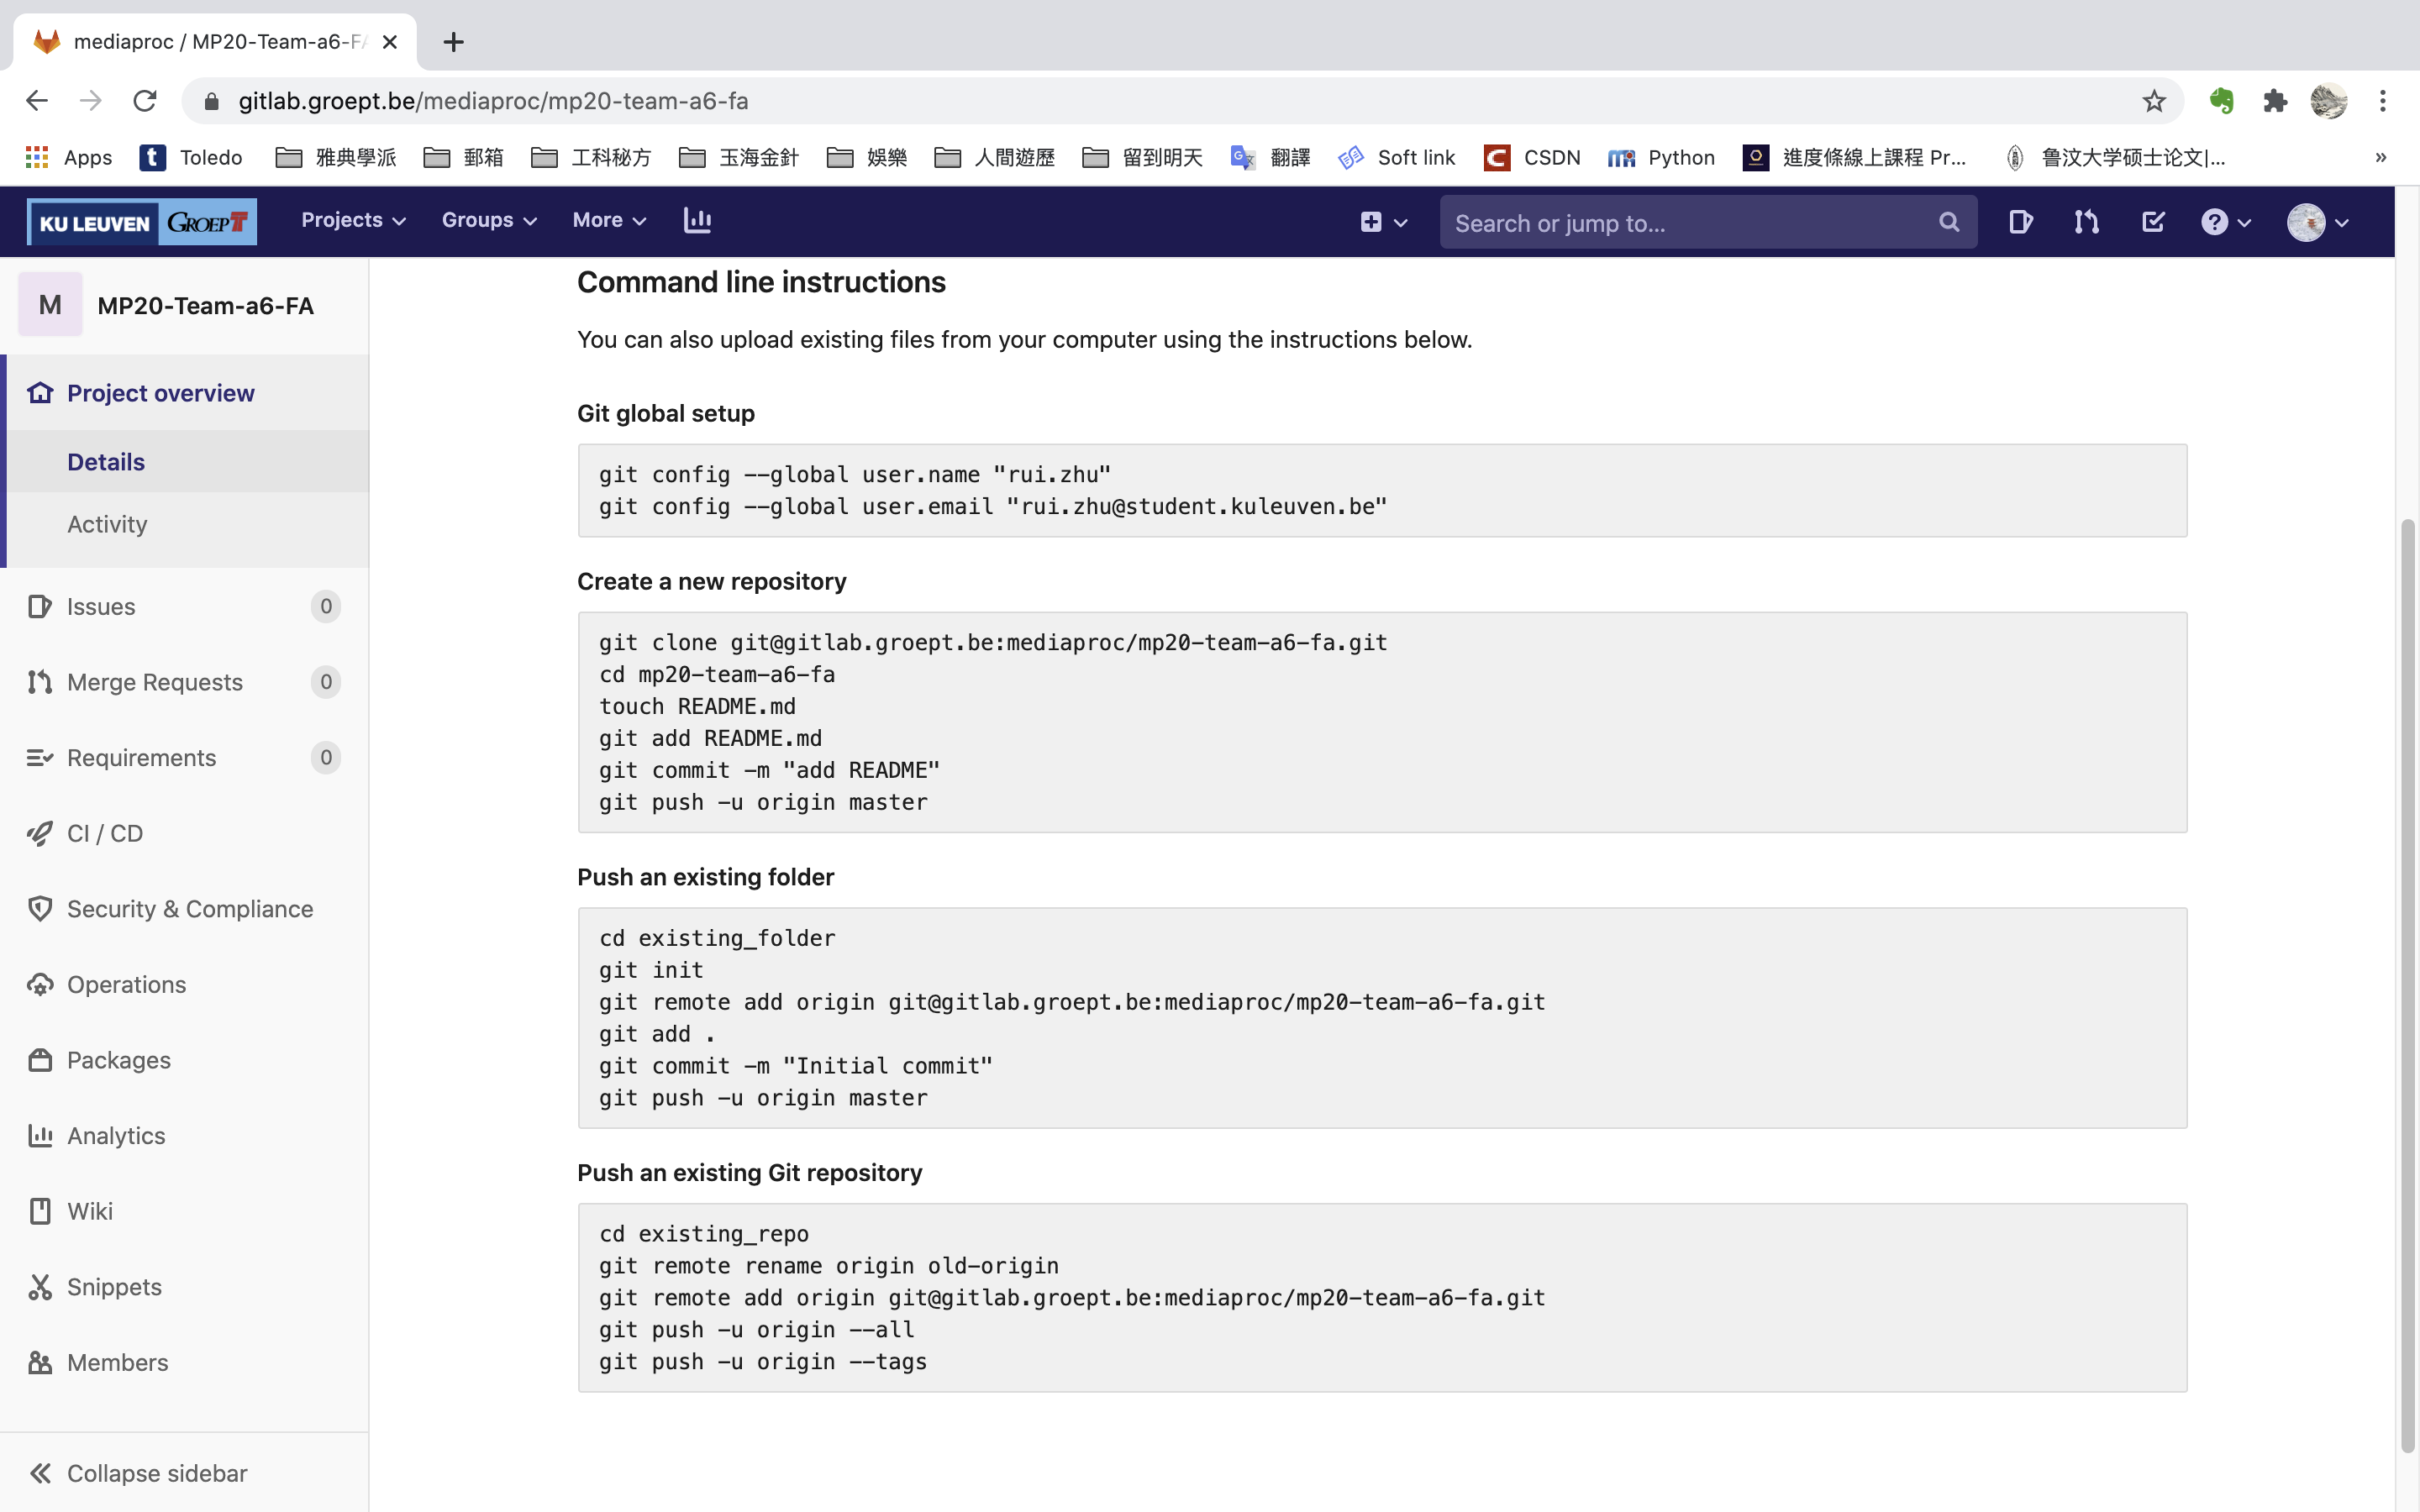 mediaproc / MP20-Team-a6-F
gitlab.groept.be/mediaproc/mp20-team-a6-fa
Apps
Toledo
雅典學派
郵箱
工科秘方
玉海金針
娛樂
人間遊歷
留到明天
翻譯
Soft link
CSDN
Python
進度條線上課程 Pr...
鲁汶大学硕士论文|...
»
KU LEUVEN GROEP T
Projects
Groups
More
Search or jump to...
M
MP20-Team-a6-FA
Project overview
Details
Activity
Issues 0
Merge Requests 0
Requirements 0
CI / CD
Security & Compliance
Operations
Packages
Analytics
Wiki
Snippets
Members
Collapse sidebar
Command line instructions
You can also upload existing files from your computer using the instructions below.
Git global setup
git config --global user.name "rui.zhu"
git config --global user.email "rui.zhu@student.kuleuven.be"
Create a new repository
git clone git@gitlab.groept.be:mediaproc/mp20-team-a6-fa.git
cd mp20-team-a6-fa
touch README.md
git add README.md
git commit -m "add README"
git push -u origin master
Push an existing folder
cd existing_folder
git init
git remote add origin git@gitlab.groept.be:mediaproc/mp20-team-a6-fa.git
git add .
git commit -m "Initial commit"
git push -u origin master
Push an existing Git repository
cd existing_repo
git remote rename origin old-origin
git remote add origin git@gitlab.groept.be:mediaproc/mp20-team-a6-fa.git
git push -u origin --all
git push -u origin --tags